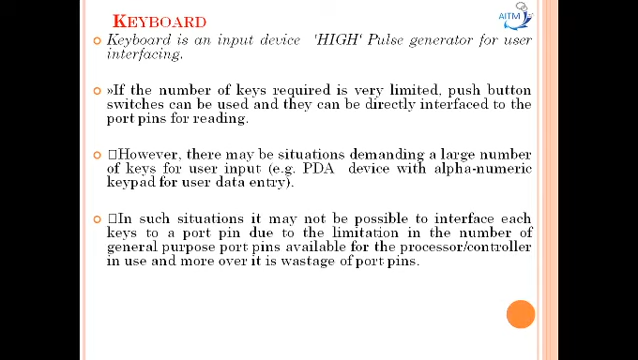 KEYBOARD
AITM
Keyboard is an input device 'HIGH' Pulse generator for user
interfacing.
»If the number of keys required is very limited, push button
switches can be used and they can be directly interfaced to the
port pins for reading.
However, there may be situations demanding a large number
of keys for user input (e.g. PDA device with alpha-numeric
keypad for user data entry).
In such situations it may not be possible to interface each
keys to a port pin due to the limitation in the number of
general purpose port pins available for the processor/controller
in use and more over it is wastage of port pins.